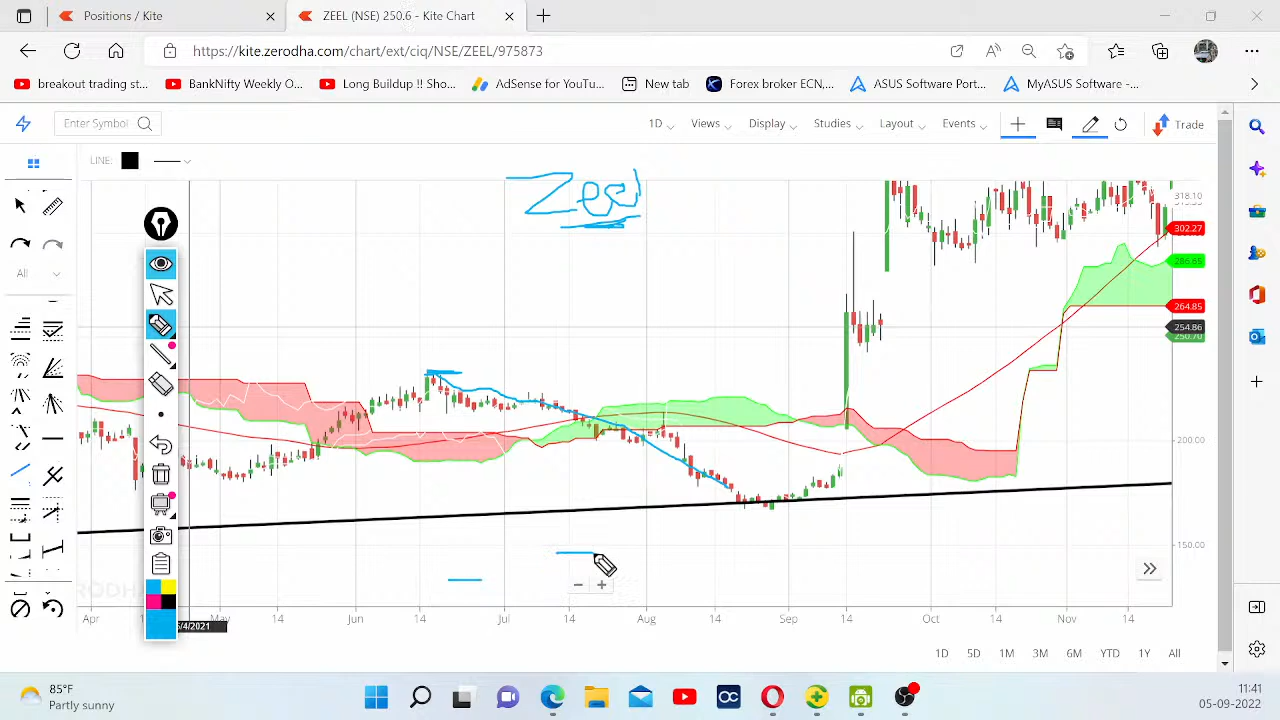 Positions / Kite
ZEEL (NSE) 250.6 - Kite Chart
https://kite.zerodha.com/chart/ext/ciq/NSE/ZEEL/975873
breakout trading st...
BankNifty Weekly O...
Long Buildup !! Sho...
AdSense for YouTu...
New tab
Forex broker ECN,...
ASUS Software Port...
MyASUS Software -...
Enter Symbol
1D
Views
Display
Studies
Layout
Events
Trade
LINE:
Zeel
318.10
302.27
286.65
264.85
254.86
250.70
All
200.00
150.00
Apr
May
14
Jun
14
Jul
14
Aug
14
Sep
14
Oct
14
Nov
14
/4/2021
1D
5D
1M
3M
6M
YTD
1Y
All
85°F
Partly sunny
11:41
05-09-2022